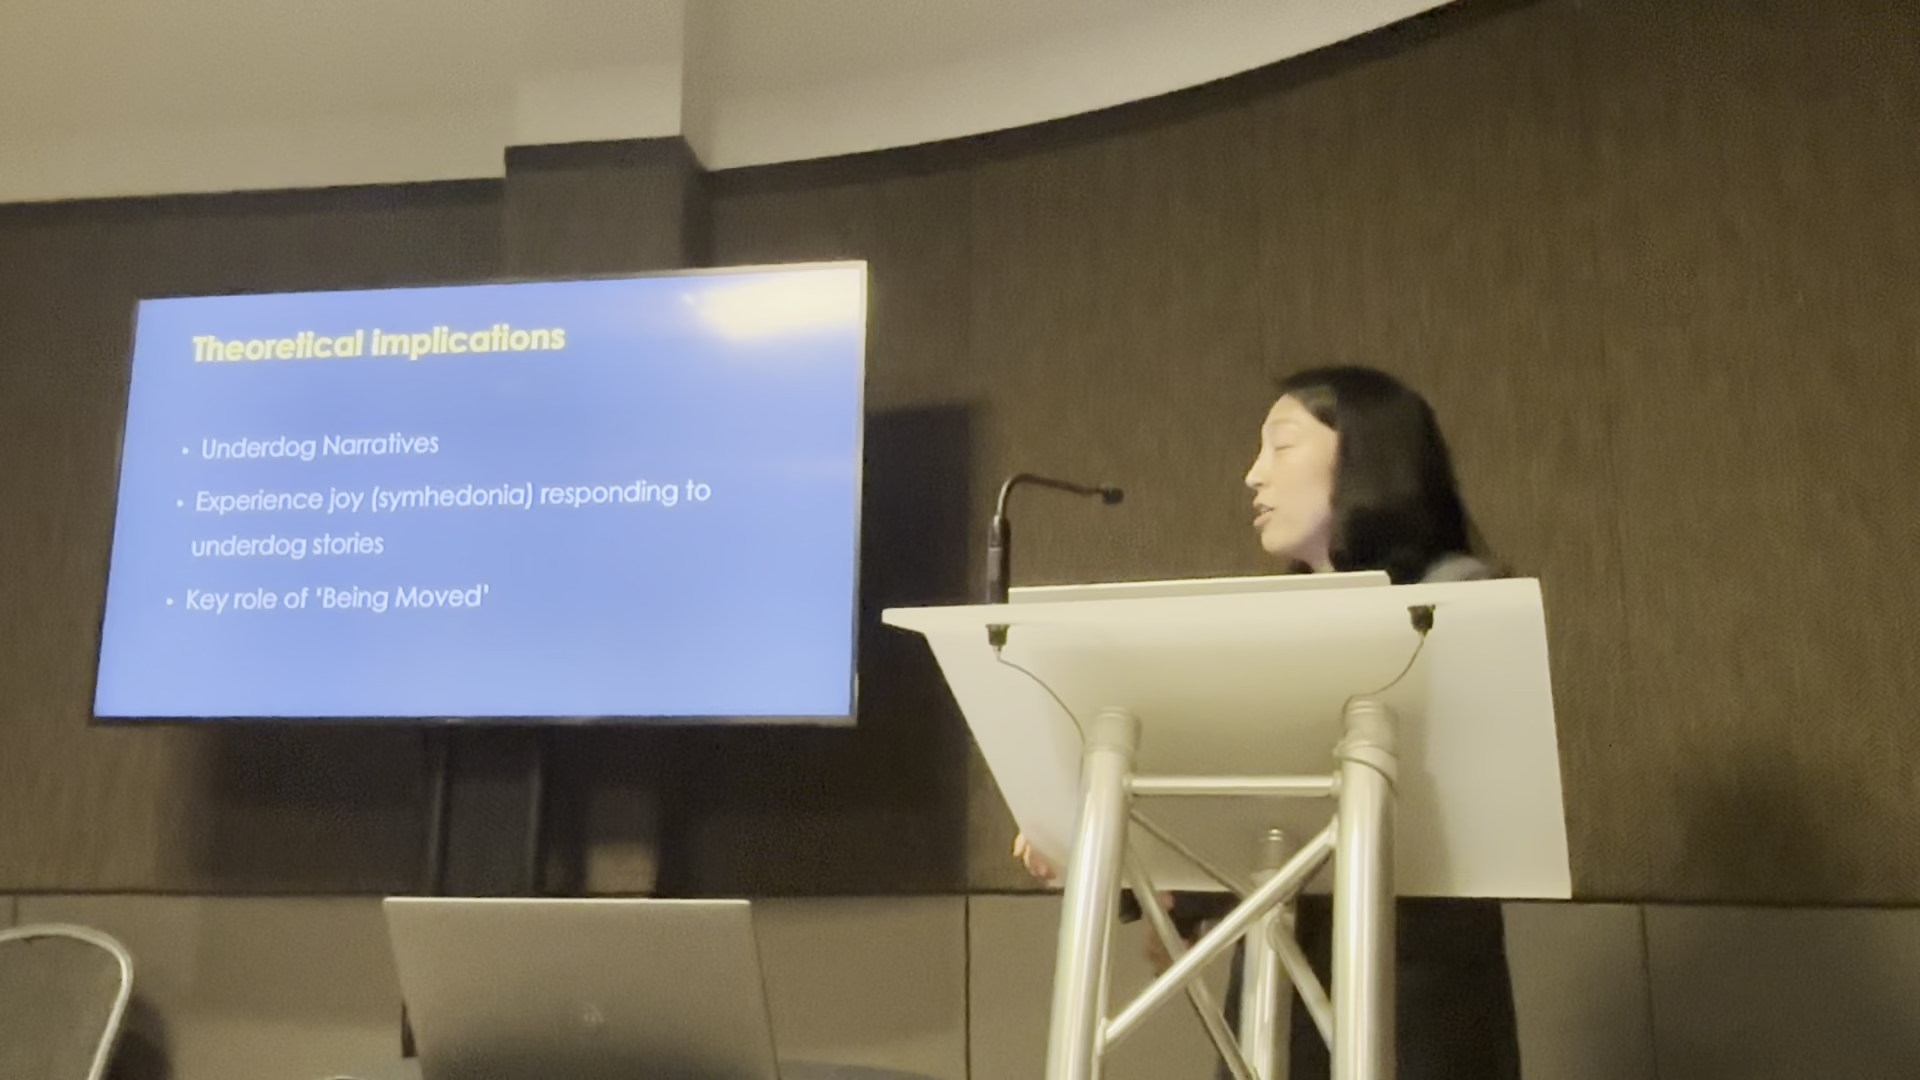 Theoretical implications
• Underdog Narratives
• Experience joy (symhedonia) responding to
underdog stories
• Key role of 'Being Moved'